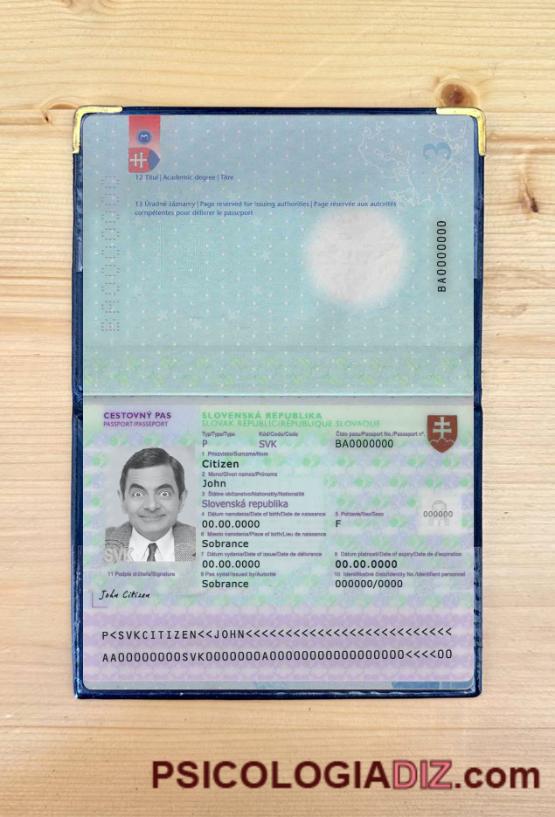 3
3
12 Titul | Academic degree | Titre
13 Úradné záznamy | Page reserved for issuing authorities | Page réservée aux autorités
compétentes pour délivrer le passeport
BA0000000
CESTOVNÝ PAS
PASSPORT/PASSEPORT
SLOVENSKÁ REPUBLIKA
SLOVAK REPUBLIC/RÉPUBLIQUE SLOVAQUE
Typ/Type/Type Kód/Code/Code Číslo pasu/Passport No./Passeport n°.
P SVK BA0000000
1 Priezvisko/Surname/Nom
Citizen
2 Meno/Given names/Prénoms
John
3 Štátne občianstvo/Nationality/Nationalité
Slovenská republika
4 Dátum narodenia/Date of birth/Date de naissance 5 Pohlavie/Sex/Sexe
00.00.0000 F
000000
6 Miesto narodenia/Place of birth/Lieu de naissance
Sobrance
7 Dátum vydania/Date of issue/Date de délivrance 8 Dátum platnosti/Date of expiry/Date d'expiration
00.00.0000 00.00.0000
SVK
11 Podpis držiteľa/Signature 9 Pas vydal/Issued by/Autorité 10 Identifikačné číslo/Identity No./Identifiant personnel
Sobrance 000000/0000
John Citizen
P<SVKCITIZEN<<JOHN<<<<<<<<<<<<<<<<<<<<<<<<<<
AA00000000SVK0000000A00000000000000000<<<<00
PSICOLOGIADIZ.com